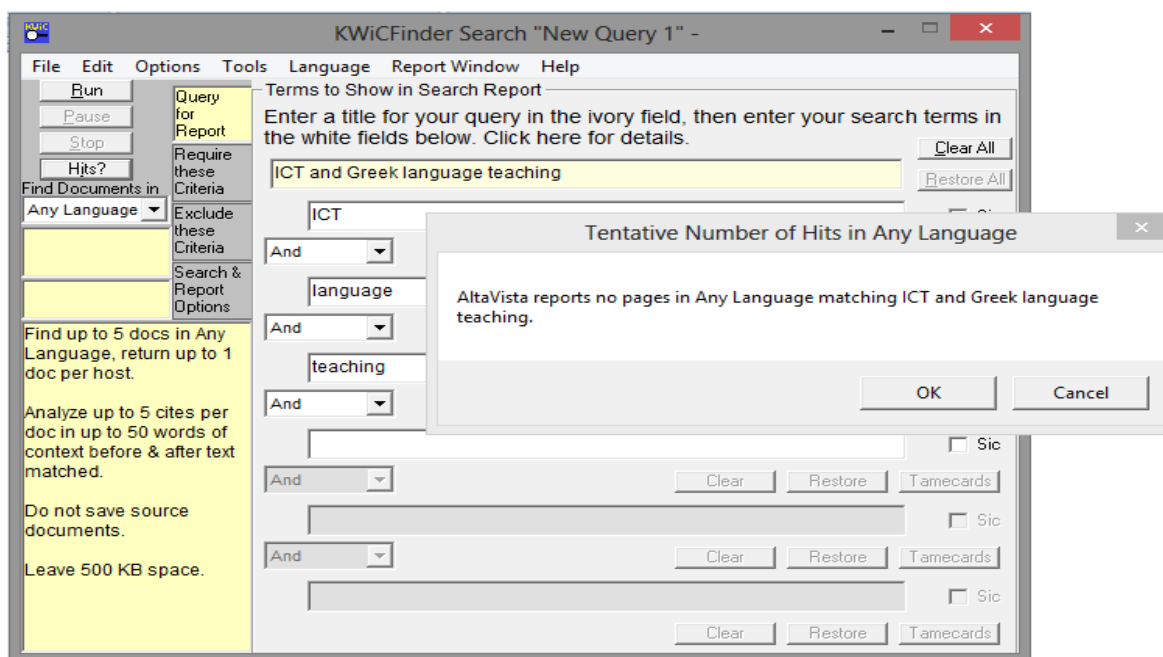 KWiC
KWiCFinder Search "New Query 1" -
File Edit Options Tools Language Report Window Help
Run
Pause
Stop
Hits?
Find Documents in
Any Language
Query
for
Report
Require
these
Criteria
Exclude
these
Criteria
Search &
Report
Options
Find up to 5 docs in Any
Language, return up to 1
doc per host.
Analyze up to 5 cites per
doc in up to 50 words of
context before & after text
matched.
Do not save source
documents.
Leave 500 KB space.
Terms to Show in Search Report
Enter a title for your query in the ivory field, then enter your search terms in
the white fields below. Click here for details.
Clear All
ICT and Greek language teaching
Restore All
ICT
And
language
And
teaching
And
Tentative Number of Hits in Any Language
AltaVista reports no pages in Any Language matching ICT and Greek language
teaching.
OK Cancel
Sic
And Clear Restore Tamecards
Sic
And Clear Restore Tamecards
Sic
Clear Restore Tamecards